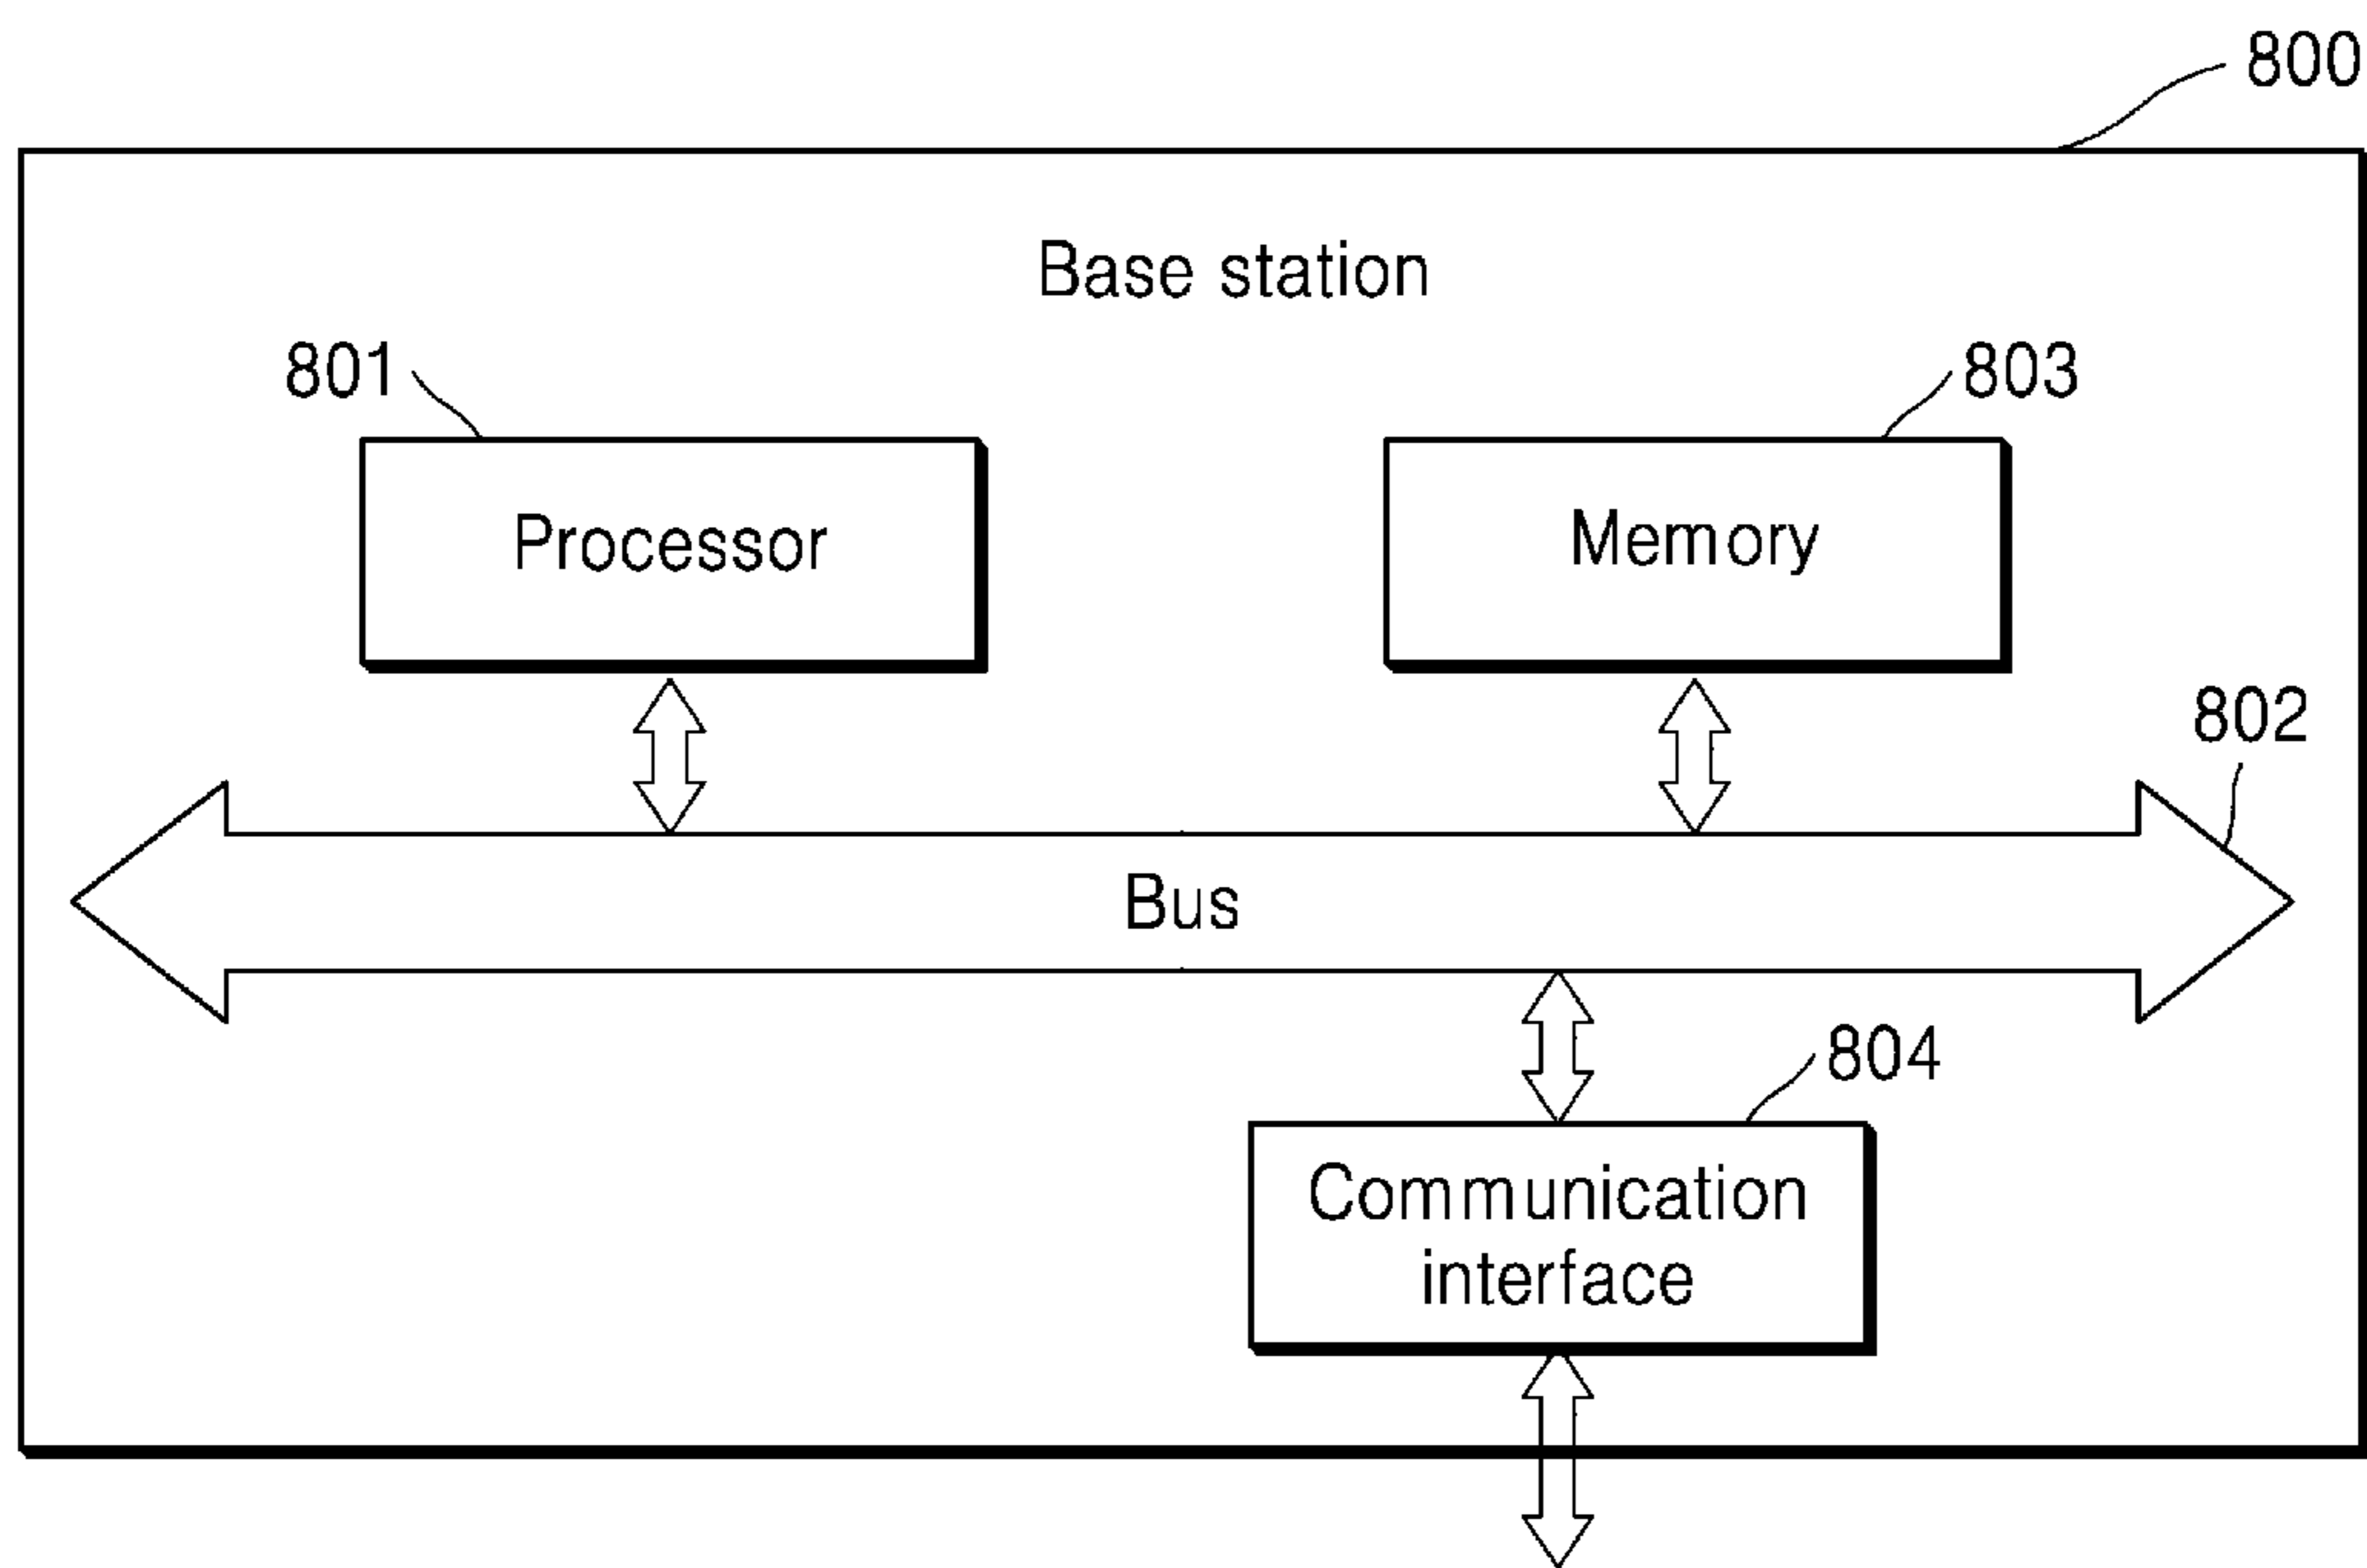 800
Base station
801
803
Processor
Memory
802
Bus
804
Communication
interface